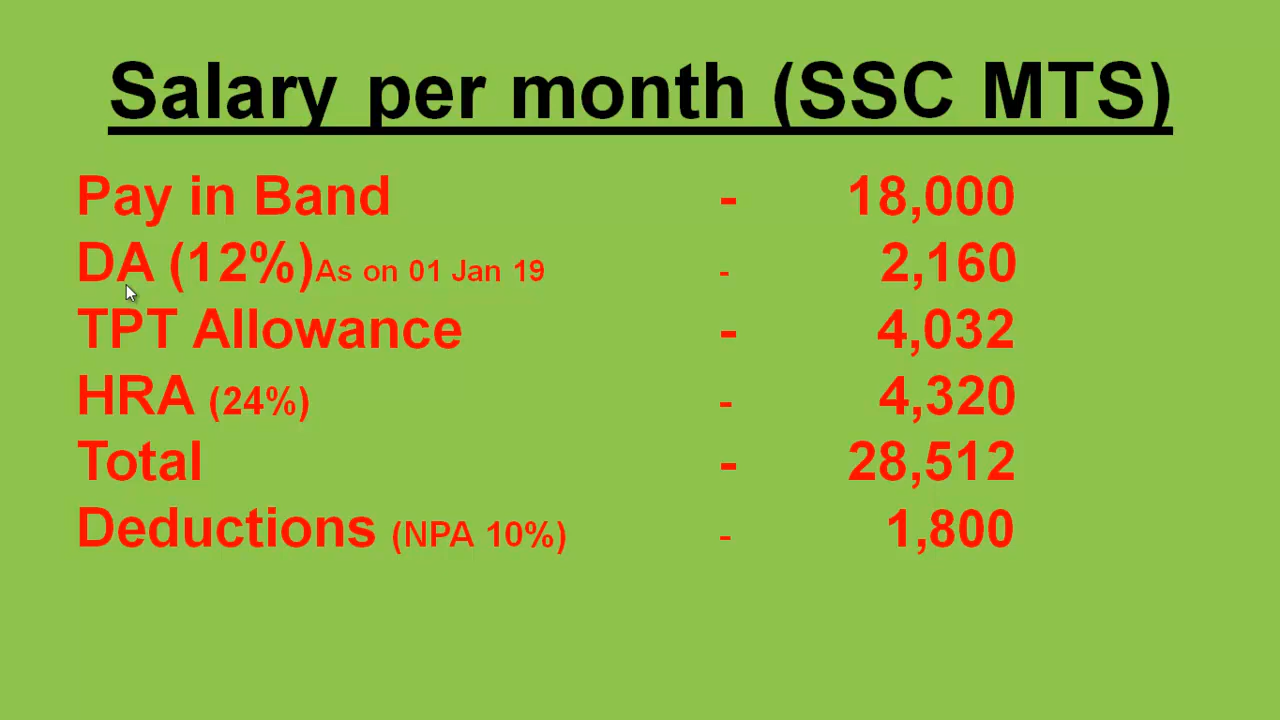 Salary per month (SSC MTS)
Pay in Band - 18,000
DA (12%)As on 01 Jan 19 - 2,160
TPT Allowance - 4,032
HRA (24%) - 4,320
Total - 28,512
Deductions (NPA 10%) - 1,800